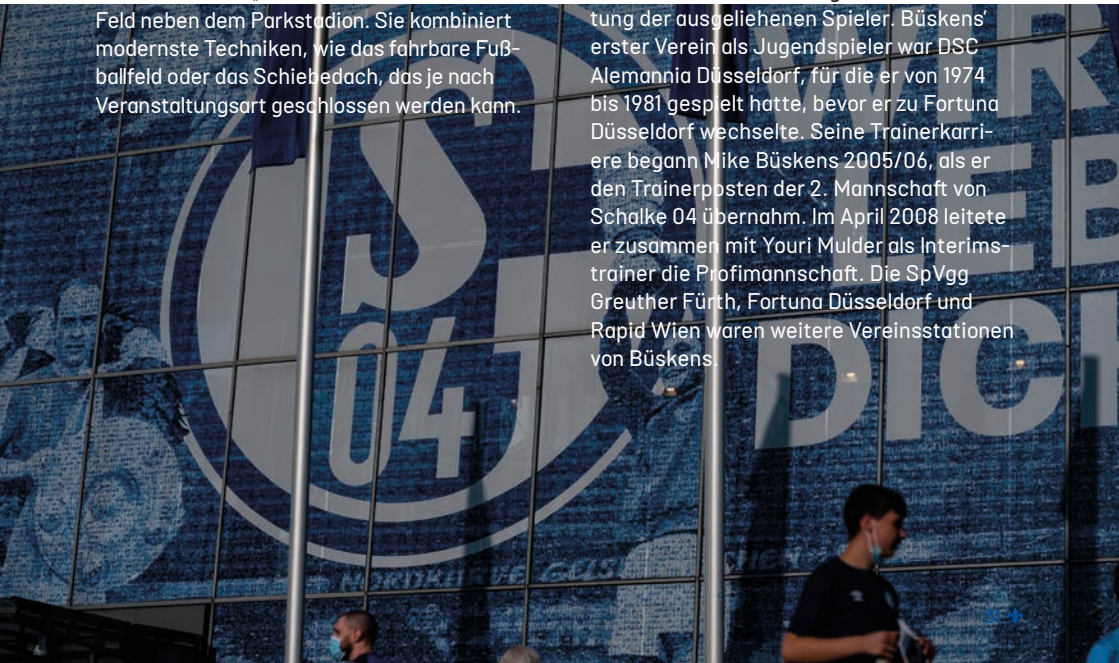 Feld neben dem Parkstadion. Sie kombiniert
modernste Techniken, wie das fahrbare Fuß-
ballfeld oder das Schiebedach, das je nach
Veranstaltungsart geschlossen werden kann.
tung der ausgeliehenen Spieler. Büskens’
erster Verein als Jugendspieler war DSC
Alemannia Düsseldorf, für die er von 1974
bis 1981 gespielt hatte, bevor er zu Fortuna
Düsseldorf wechselte. Seine Trainerkarri-
ere begann Mike Büskens 2005/06, als er
den Trainerposten der 2. Mannschaft von
Schalke 04 übernahm. Im April 2008 leitete
er zusammen mit Youri Mulder als Interims-
trainer die Profimannschaft. Die SpVgg
Greuther Fürth, Fortuna Düsseldorf und
Rapid Wien waren weitere Vereinsstationen
von Büskens.
S
04
WIR
LEB
DICH
NORDKURVE